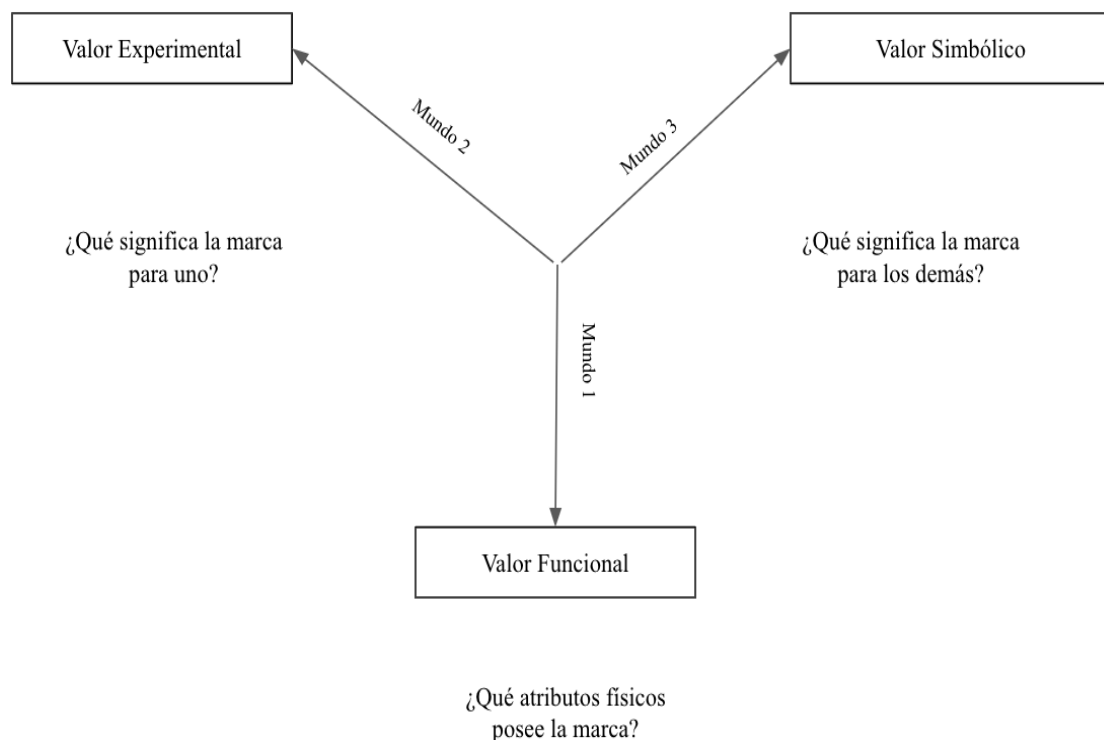 Valor Experimental
Valor Simbólico
Mundo 2
Mundo 3
¿Qué significa la marca
para uno?
¿Qué significa la marca
para los demás?
Mundo 1
Valor Funcional
¿Qué atributos físicos
posee la marca?